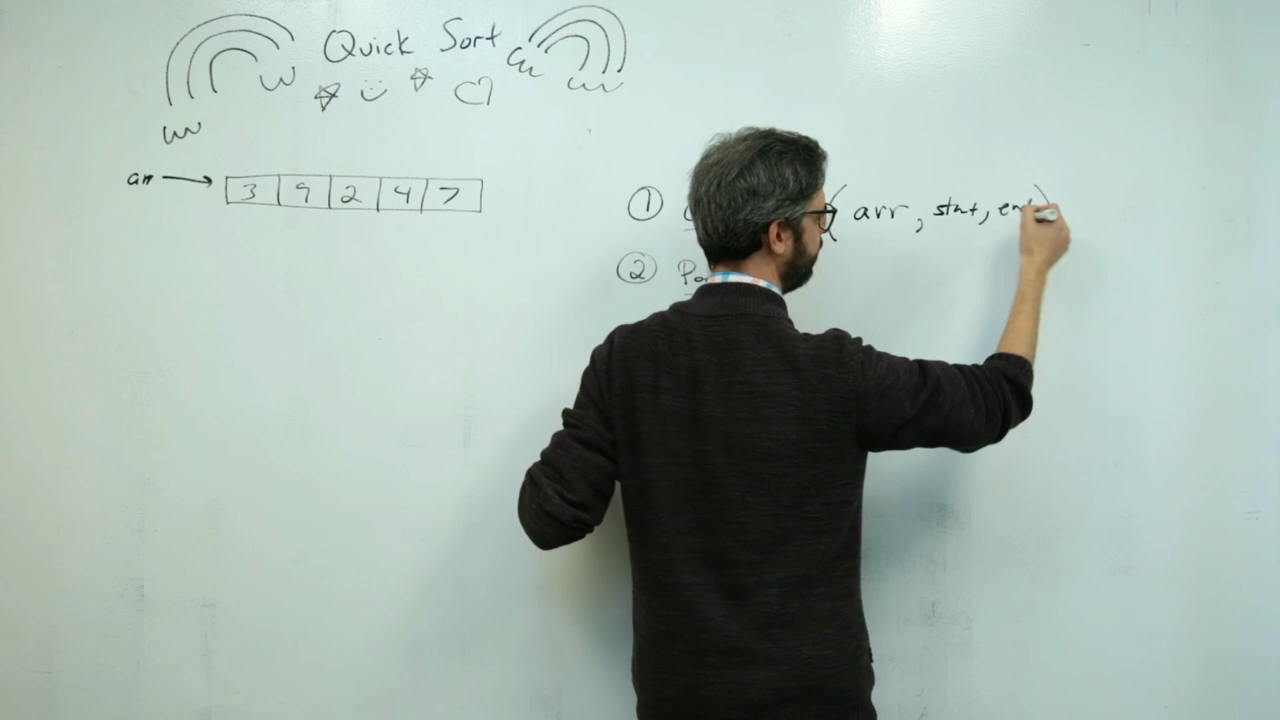 Quick Sort
arr → 3 9 2 4 7
① ( arr, start, end)
②